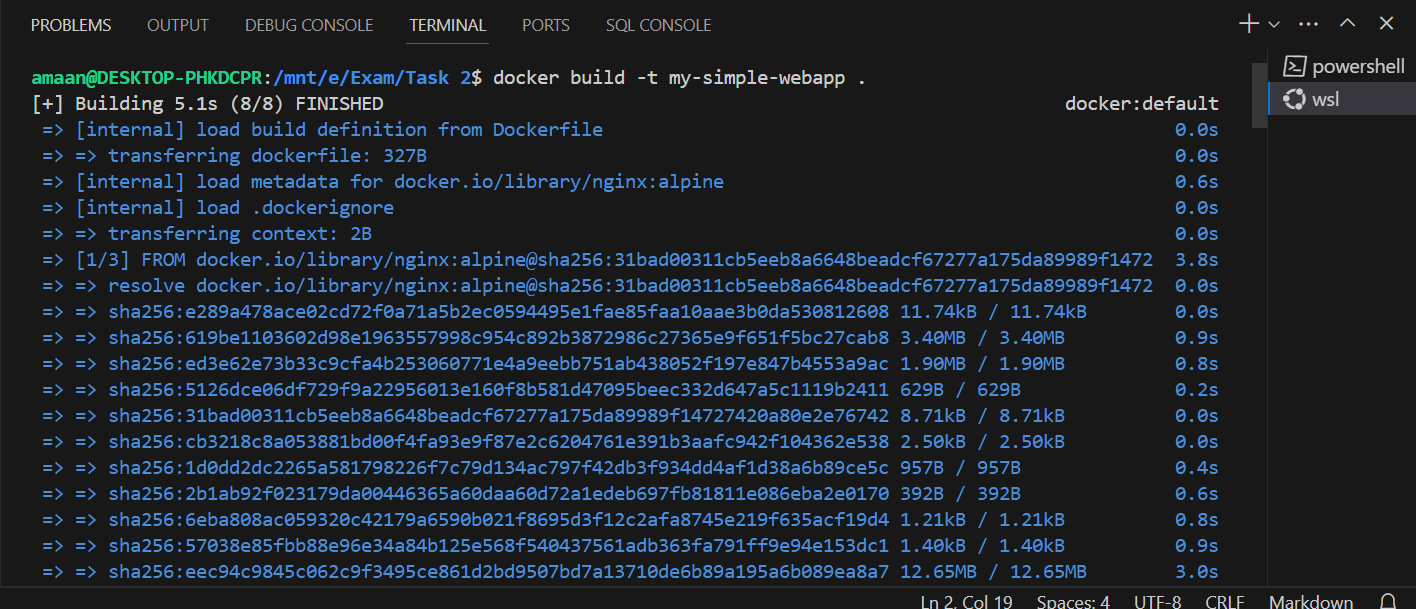 PROBLEMS OUTPUT DEBUG CONSOLE TERMINAL PORTS SQL CONSOLE
powershell
wsl
amaan@DESKTOP-PHKDCPR:/mnt/e/Exam/Task 2$ docker build -t my-simple-webapp .
[+] Building 5.1s (8/8) FINISHED docker:default
=> [internal] load build definition from Dockerfile 0.0s
=> => transferring dockerfile: 327B 0.0s
=> [internal] load metadata for docker.io/library/nginx:alpine 0.6s
=> [internal] load .dockerignore 0.0s
=> => transferring context: 2B 0.0s
=> [1/3] FROM docker.io/library/nginx:alpine@sha256:31bad00311cb5eeb8a6648beadcf67277a175da89989f1472 3.8s
=> => resolve docker.io/library/nginx:alpine@sha256:31bad00311cb5eeb8a6648beadcf67277a175da89989f1472 0.0s
=> => sha256:e289a478ace02cd72f0a71a5b2ec0594495e1fae85faa10aae3b0da530812608 11.74kB / 11.74kB 0.0s
=> => sha256:619be1103602d98e1963557998c954c892b3872986c27365e9f651f5bc27cab8 3.40MB / 3.40MB 0.9s
=> => sha256:ed3e62e73b33c9cfa4b253060771e4a9eebb751ab438052f197e847b4553a9ac 1.90MB / 1.90MB 0.8s
=> => sha256:5126dce06df729f9a22956013e160f8b581d47095beec332d647a5c1119b2411 629B / 629B 0.2s
=> => sha256:31bad00311cb5eeb8a6648beadcf67277a175da89989f14727420a80e2e76742 8.71kB / 8.71kB 0.0s
=> => sha256:cb3218c8a053881bd00f4fa93e9f87e2c6204761e391b3aafc942f104362e538 2.50kB / 2.50kB 0.0s
=> => sha256:1d0dd2dc2265a581798226f7c79d134ac797f42db3f934dd4af1d38a6b89ce5c 957B / 957B 0.4s
=> => sha256:2b1ab92f023179da00446365a60daa60d72a1edeb697fb81811e086eba2e0170 392B / 392B 0.6s
=> => sha256:6eba808ac059320c42179a6590b021f8695d3f12c2afa8745e219f635acf19d4 1.21kB / 1.21kB 0.8s
=> => sha256:57038e85fbb88e96e34a84b125e568f540437561adb363fa791ff9e94e153dc1 1.40kB / 1.40kB 0.9s
=> => sha256:eec94c9845c062c9f3495ce861d2bd9507bd7a13710de6b89a195a6b089ea8a7 12.65MB / 12.65MB 3.0s
Ln 2, Col 19 Spaces: 4 UTF-8 CRLF Markdown